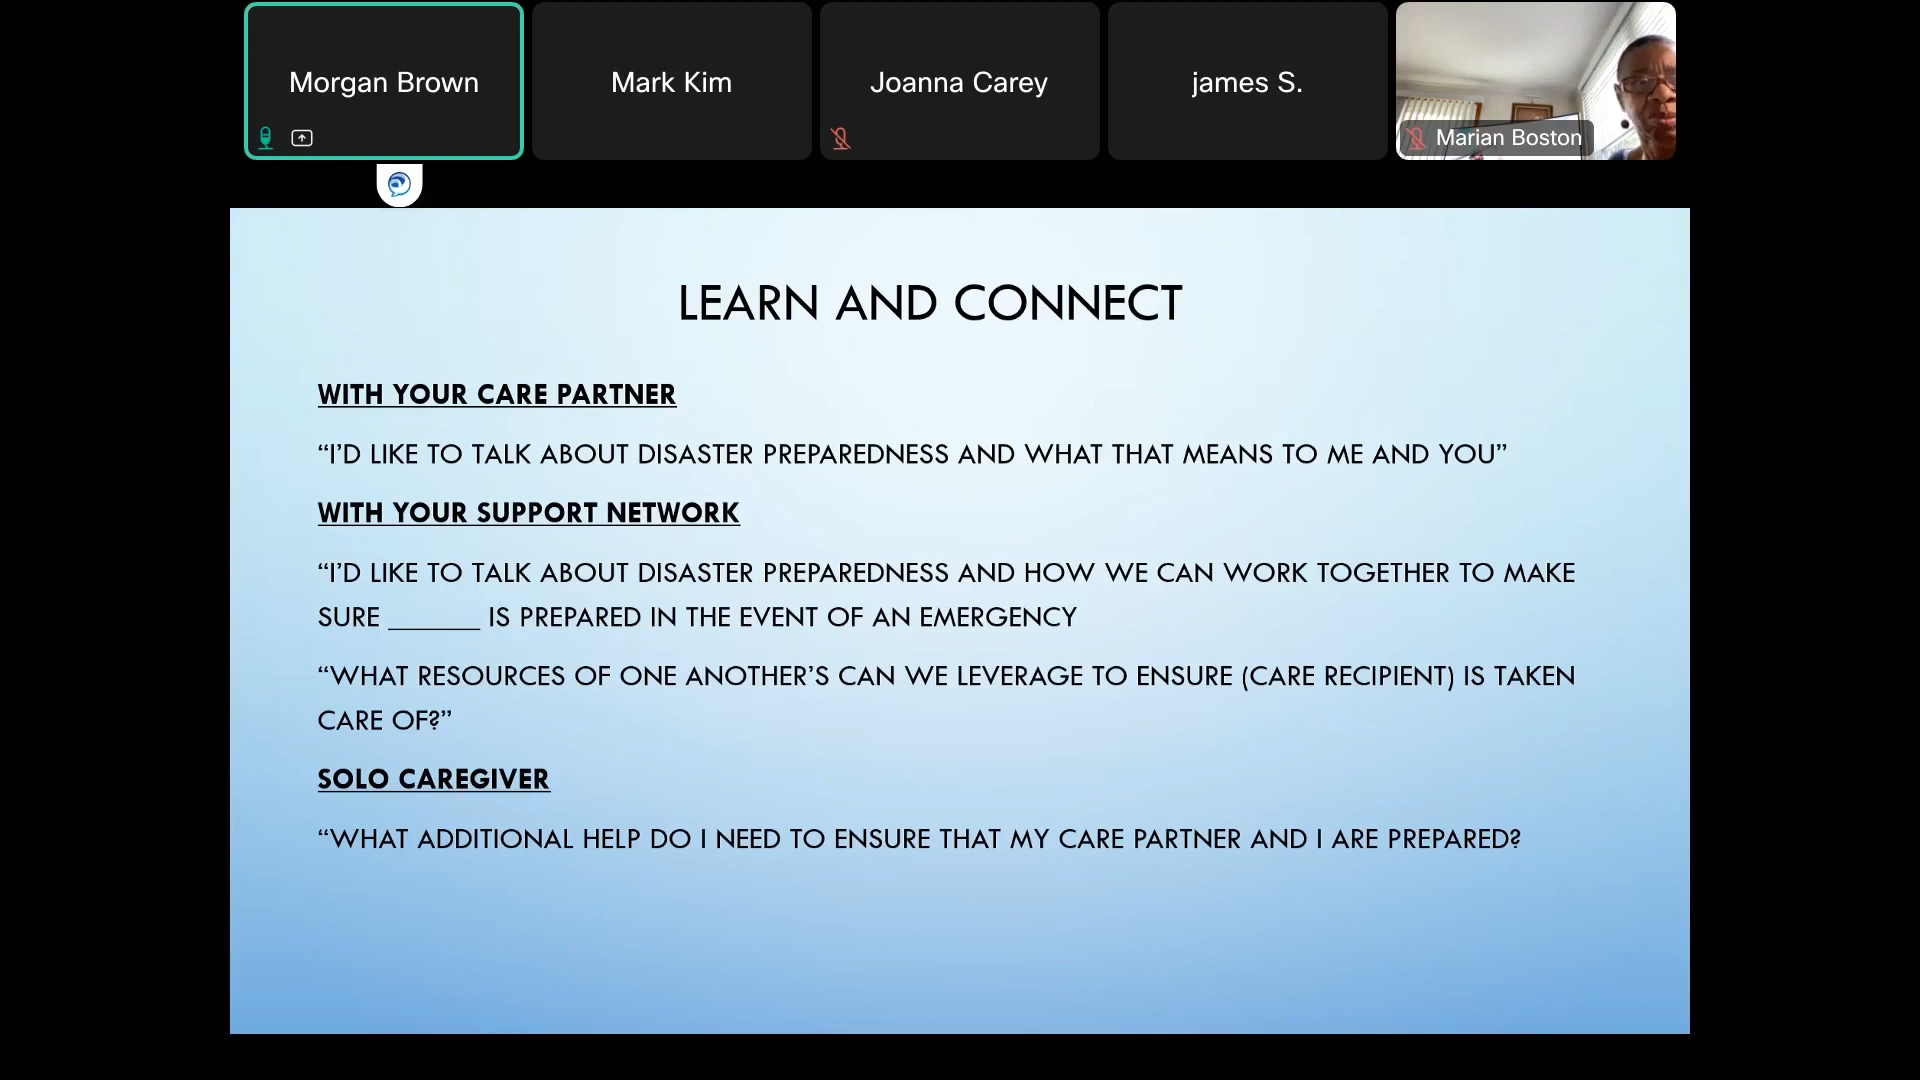 Morgan Brown
Mark Kim
Joanna Carey
james S.
Marian Boston
LEARN AND CONNECT
WITH YOUR CARE PARTNER
“I’D LIKE TO TALK ABOUT DISASTER PREPAREDNESS AND WHAT THAT MEANS TO ME AND YOU”
WITH YOUR SUPPORT NETWORK
“I’D LIKE TO TALK ABOUT DISASTER PREPAREDNESS AND HOW WE CAN WORK TOGETHER TO MAKE
SURE _______ IS PREPARED IN THE EVENT OF AN EMERGENCY
“WHAT RESOURCES OF ONE ANOTHER’S CAN WE LEVERAGE TO ENSURE (CARE RECIPIENT) IS TAKEN
CARE OF?”
SOLO CAREGIVER
“WHAT ADDITIONAL HELP DO I NEED TO ENSURE THAT MY CARE PARTNER AND I ARE PREPARED?